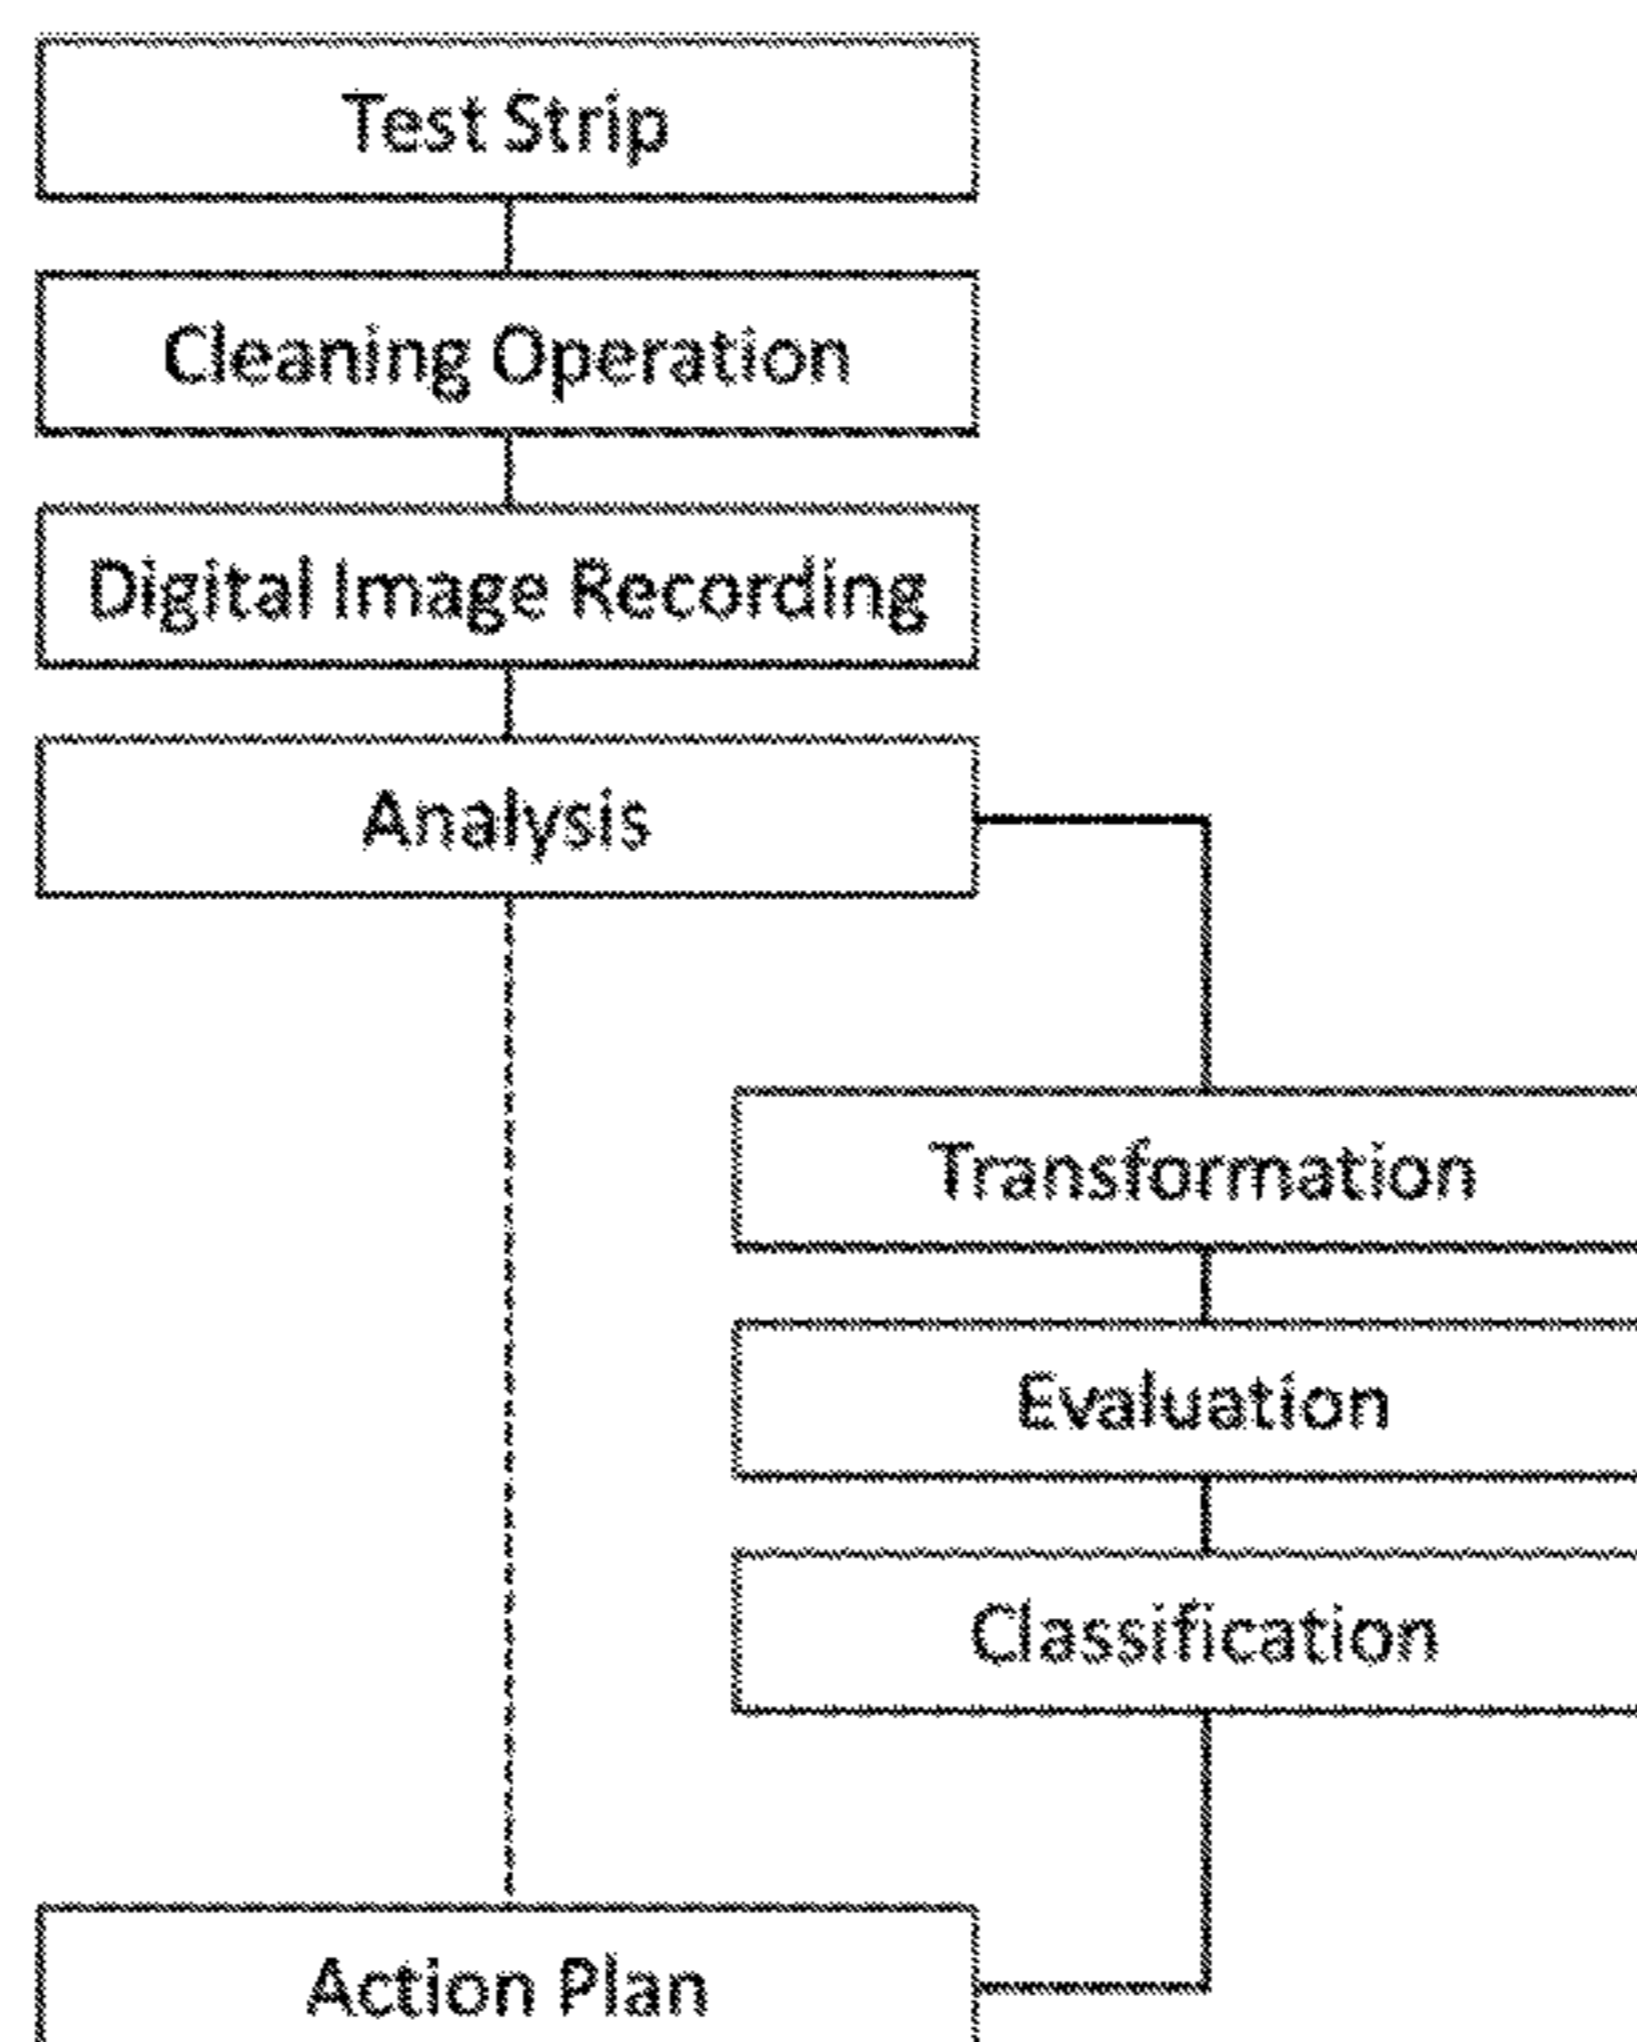 Test Strip
Cleaning Operation
Digital Image Recording
Analysis
Transformation
Evaluation
Classification
Action Plan